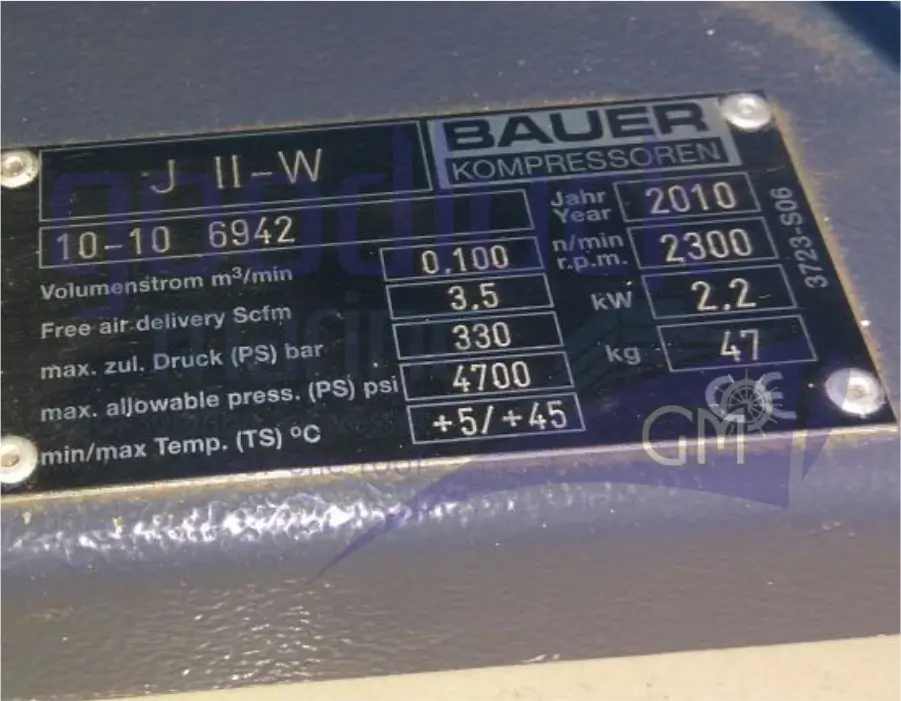 J II-W
BAUER
KOMPRESSOREN
10-10 6942
Jahr
Year 2010
Volumenstrom m³/min 0.100
n/min
r.p.m. 2300
Free air delivery Scfm 3.5
kW 2.2
max. zul. Druck (PS) bar 330
kg 47
max. allowable press. (PS) psi 4700
min/max Temp. (TS) °C +5/+45
CE
3723-S06
GM